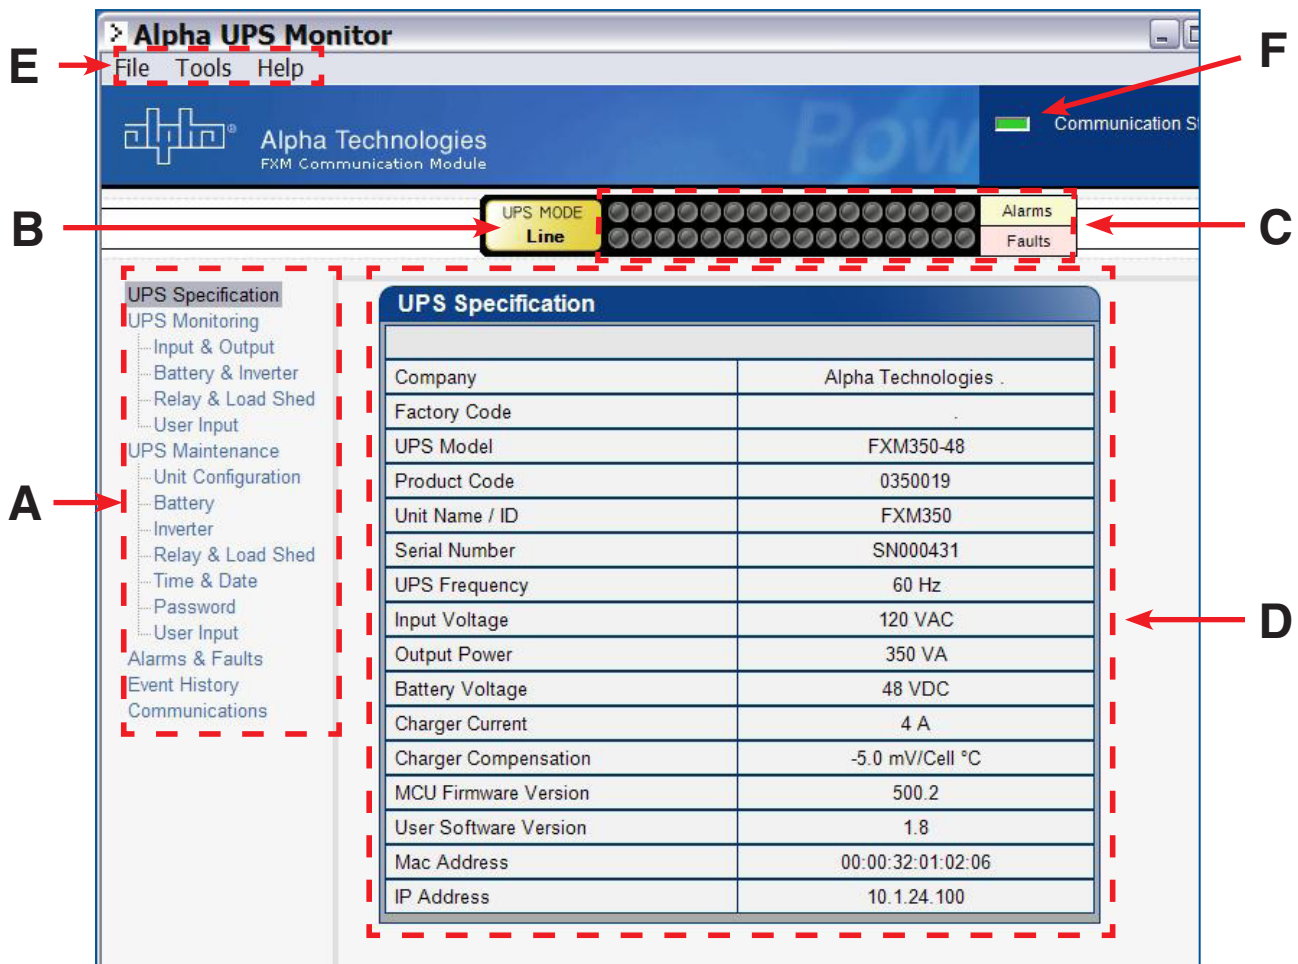 Alpha UPS Monitor
E
File Tools Help
F
alpha®
Alpha Technologies
FXM Communication Module
Pow
Communication S
B
UPS MODE
Line
Alarms
Faults
C
A
UPS Specification
UPS Monitoring
Input & Output
Battery & Inverter
Relay & Load Shed
User Input
UPS Maintenance
Unit Configuration
Battery
Inverter
Relay & Load Shed
Time & Date
Password
User Input
Alarms & Faults
Event History
Communications
UPS Specification
Company Alpha Technologies .
Factory Code .
UPS Model FXM350-48
Product Code 0350019
Unit Name / ID FXM350
Serial Number SN000431
UPS Frequency 60 Hz
Input Voltage 120 VAC
Output Power 350 VA
Battery Voltage 48 VDC
Charger Current 4 A
Charger Compensation -5.0 mV/Cell °C
MCU Firmware Version 500.2
User Software Version 1.8
Mac Address 00:00:32:01:02:06
IP Address 10.1.24.100
D